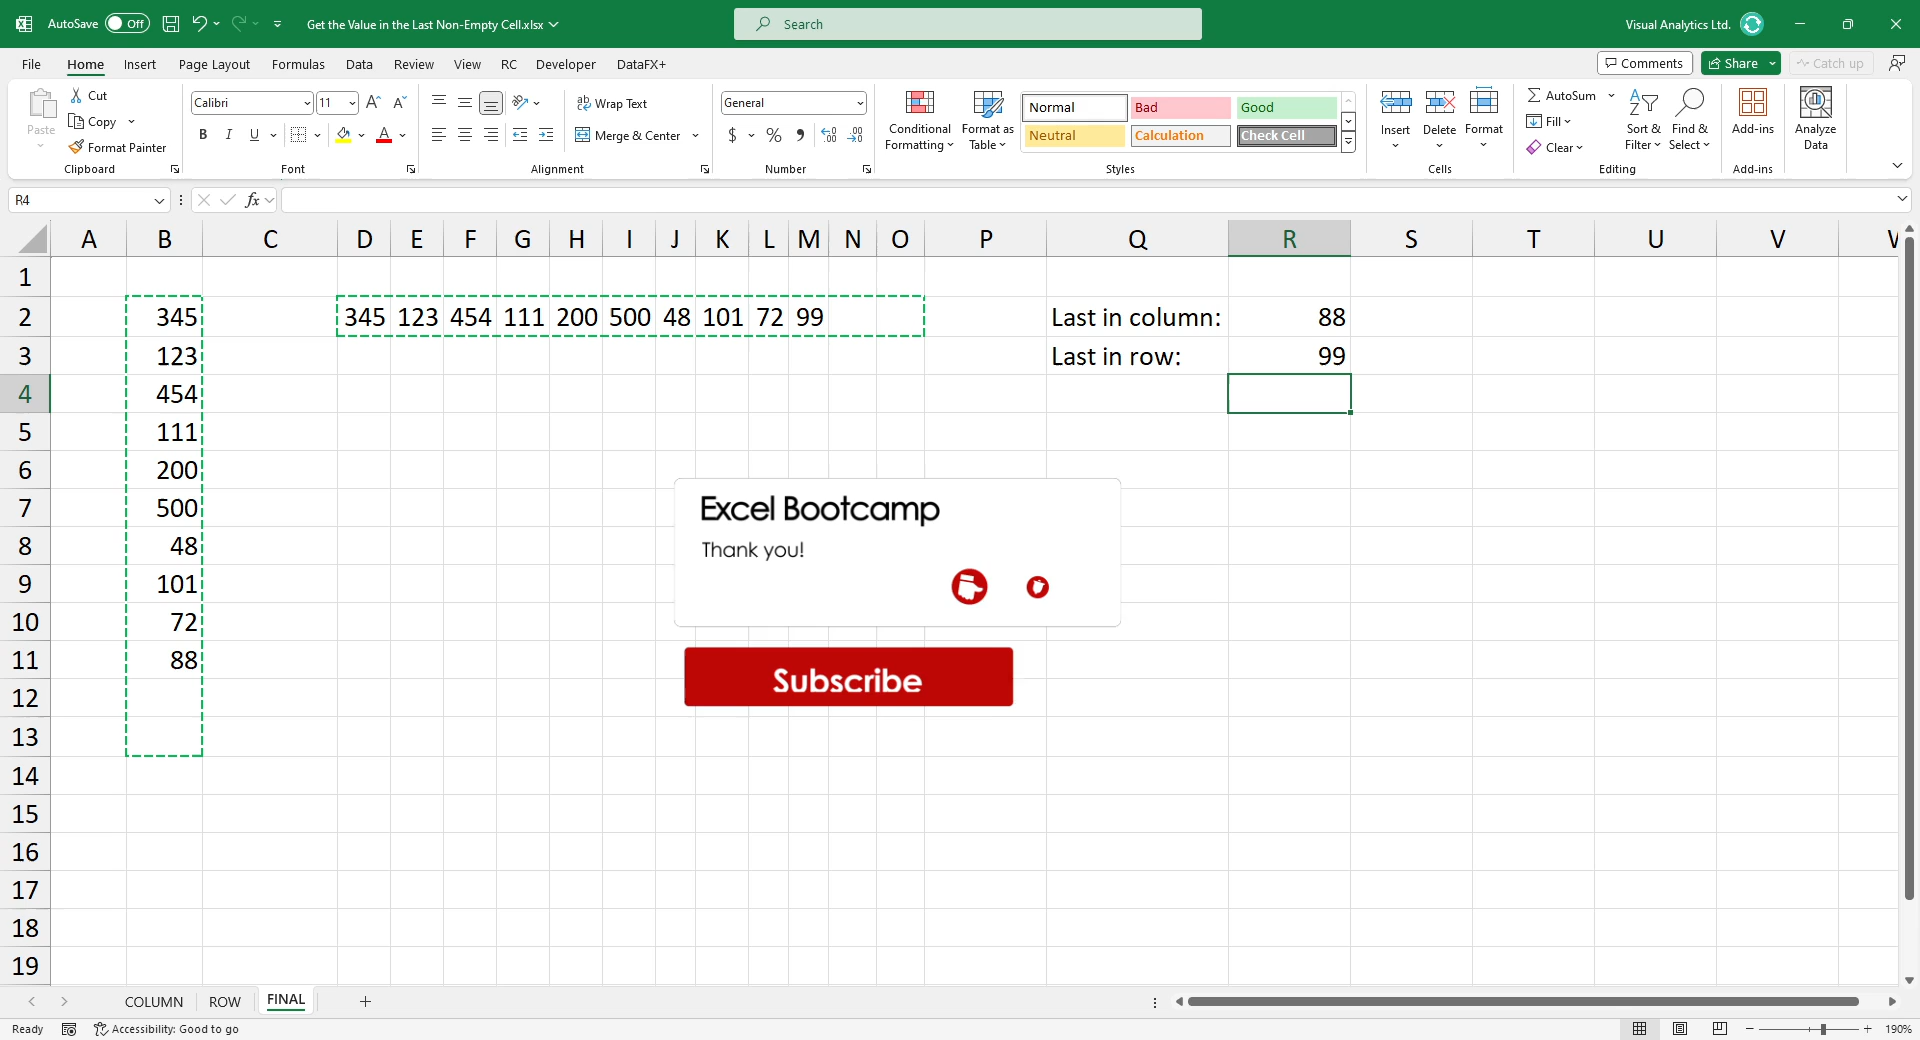 AutoSave Off Get the Value in the Last Non-Empty Cell.xlsx Search Visual Analytics Ltd.
File Home Insert Page Layout Formulas Data Review View RC Developer DataFX+ Comments Share Catch up
Paste Cut Copy Format Painter Clipboard
Calibri 11 B I U A Font
ab Wrap Text Merge & Center Alignment
General $ % Number
Conditional Formatting Format as Table
Normal Bad Good
Neutral Calculation Check Cell
Styles
Insert Delete Format Cells
AutoSum Fill Clear Sort & Filter Find & Select Editing
Add-ins Add-ins
Analyze Data
R4 fx
A B C D E F G H I J K L M N O P Q R S T U V W
1
2 345 345 123 454 111 200 500 48 101 72 99 Last in column: 88
3 123 Last in row: 99
4 454
5 111
6 200
7 500
8 48
9 101
10 72
11 88
12
13
14
15
16
17
18
19
Excel Bootcamp
Thank you!
Subscribe
COLUMN ROW FINAL
Ready Accessibility: Good to go 190%